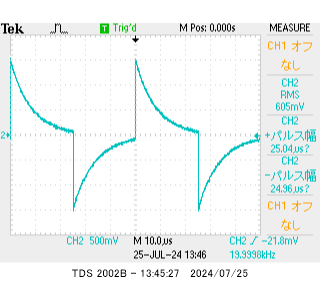 Tek Trig'd M Pos: 0.000s MEASURE
CH1 オフ
なし
CH2
RMS
605mV
CH2
+パルス幅
25.04µs?
CH2
-パルス幅
24.96µs?
CH1 オフ
なし
2
CH2 500mV M 10.0µs CH2 -21.8mV
25-JUL-24 13:46 19.9998kHz
TDS 2002B - 13:45:27 2024/07/25